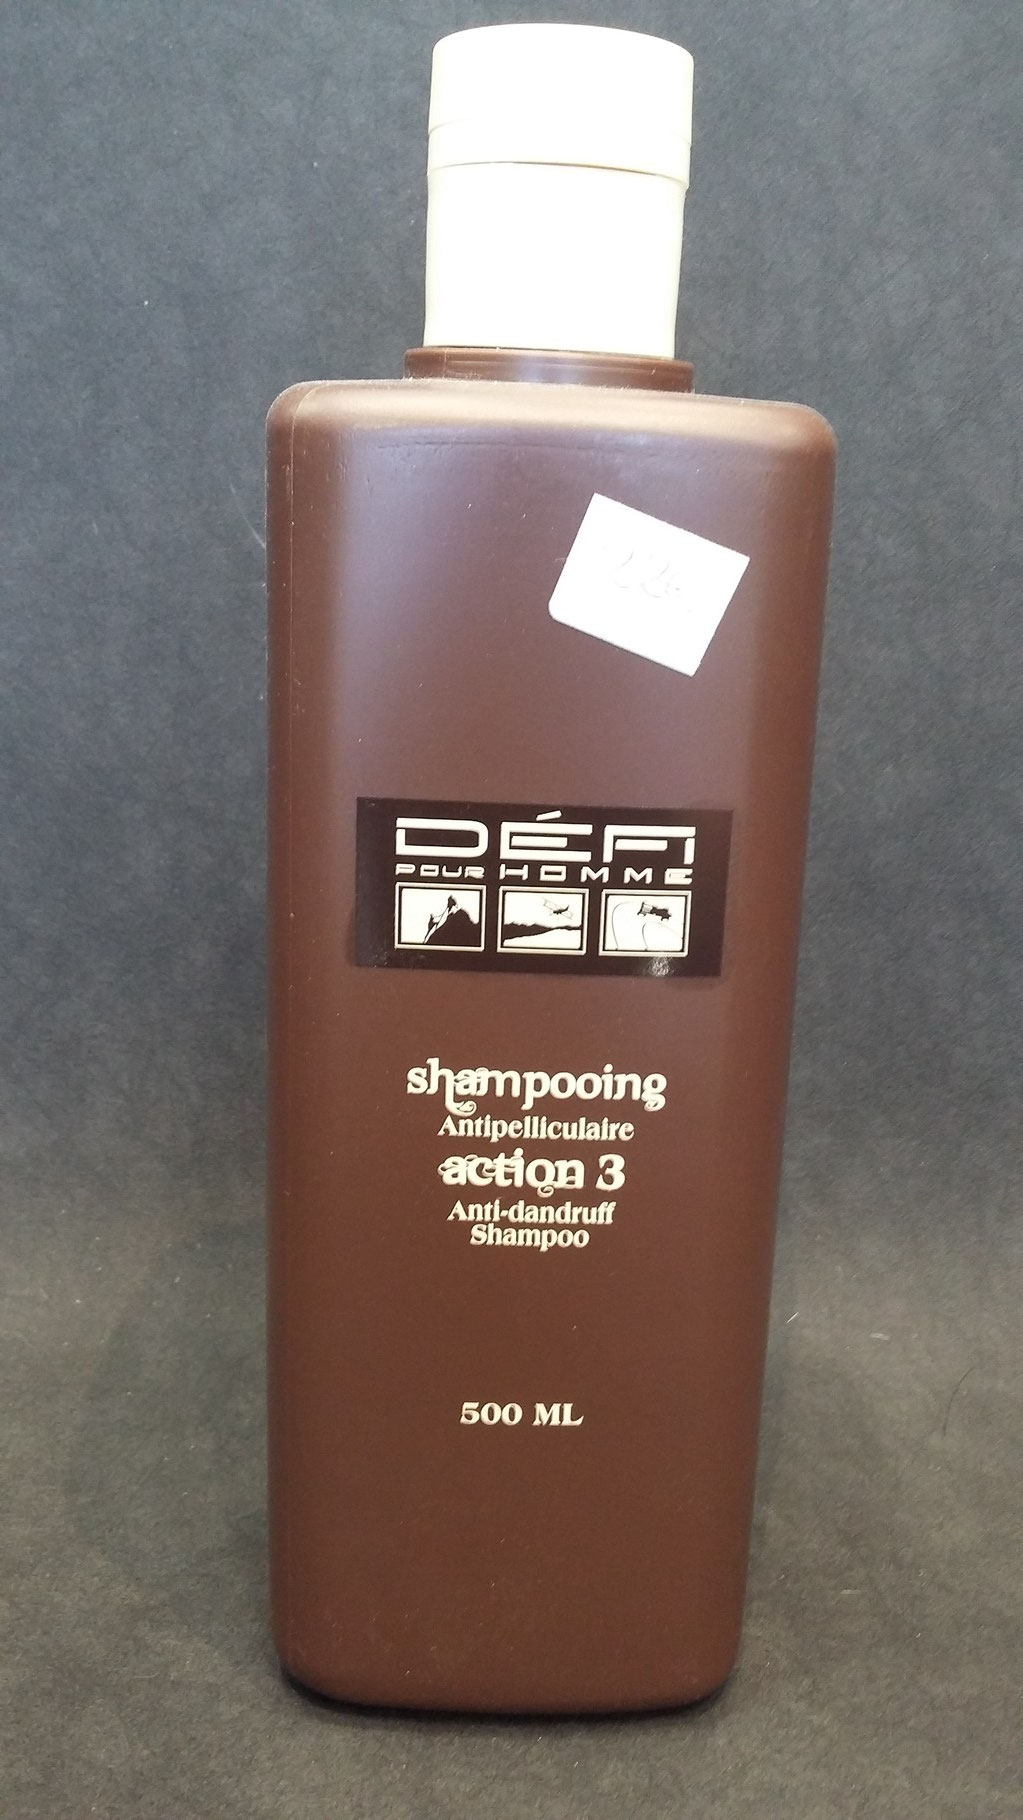 DÉFI
POUR HOMME
shampooing
Antipelliculaire
action 3
Anti-dandruff
Shampoo
500 ML